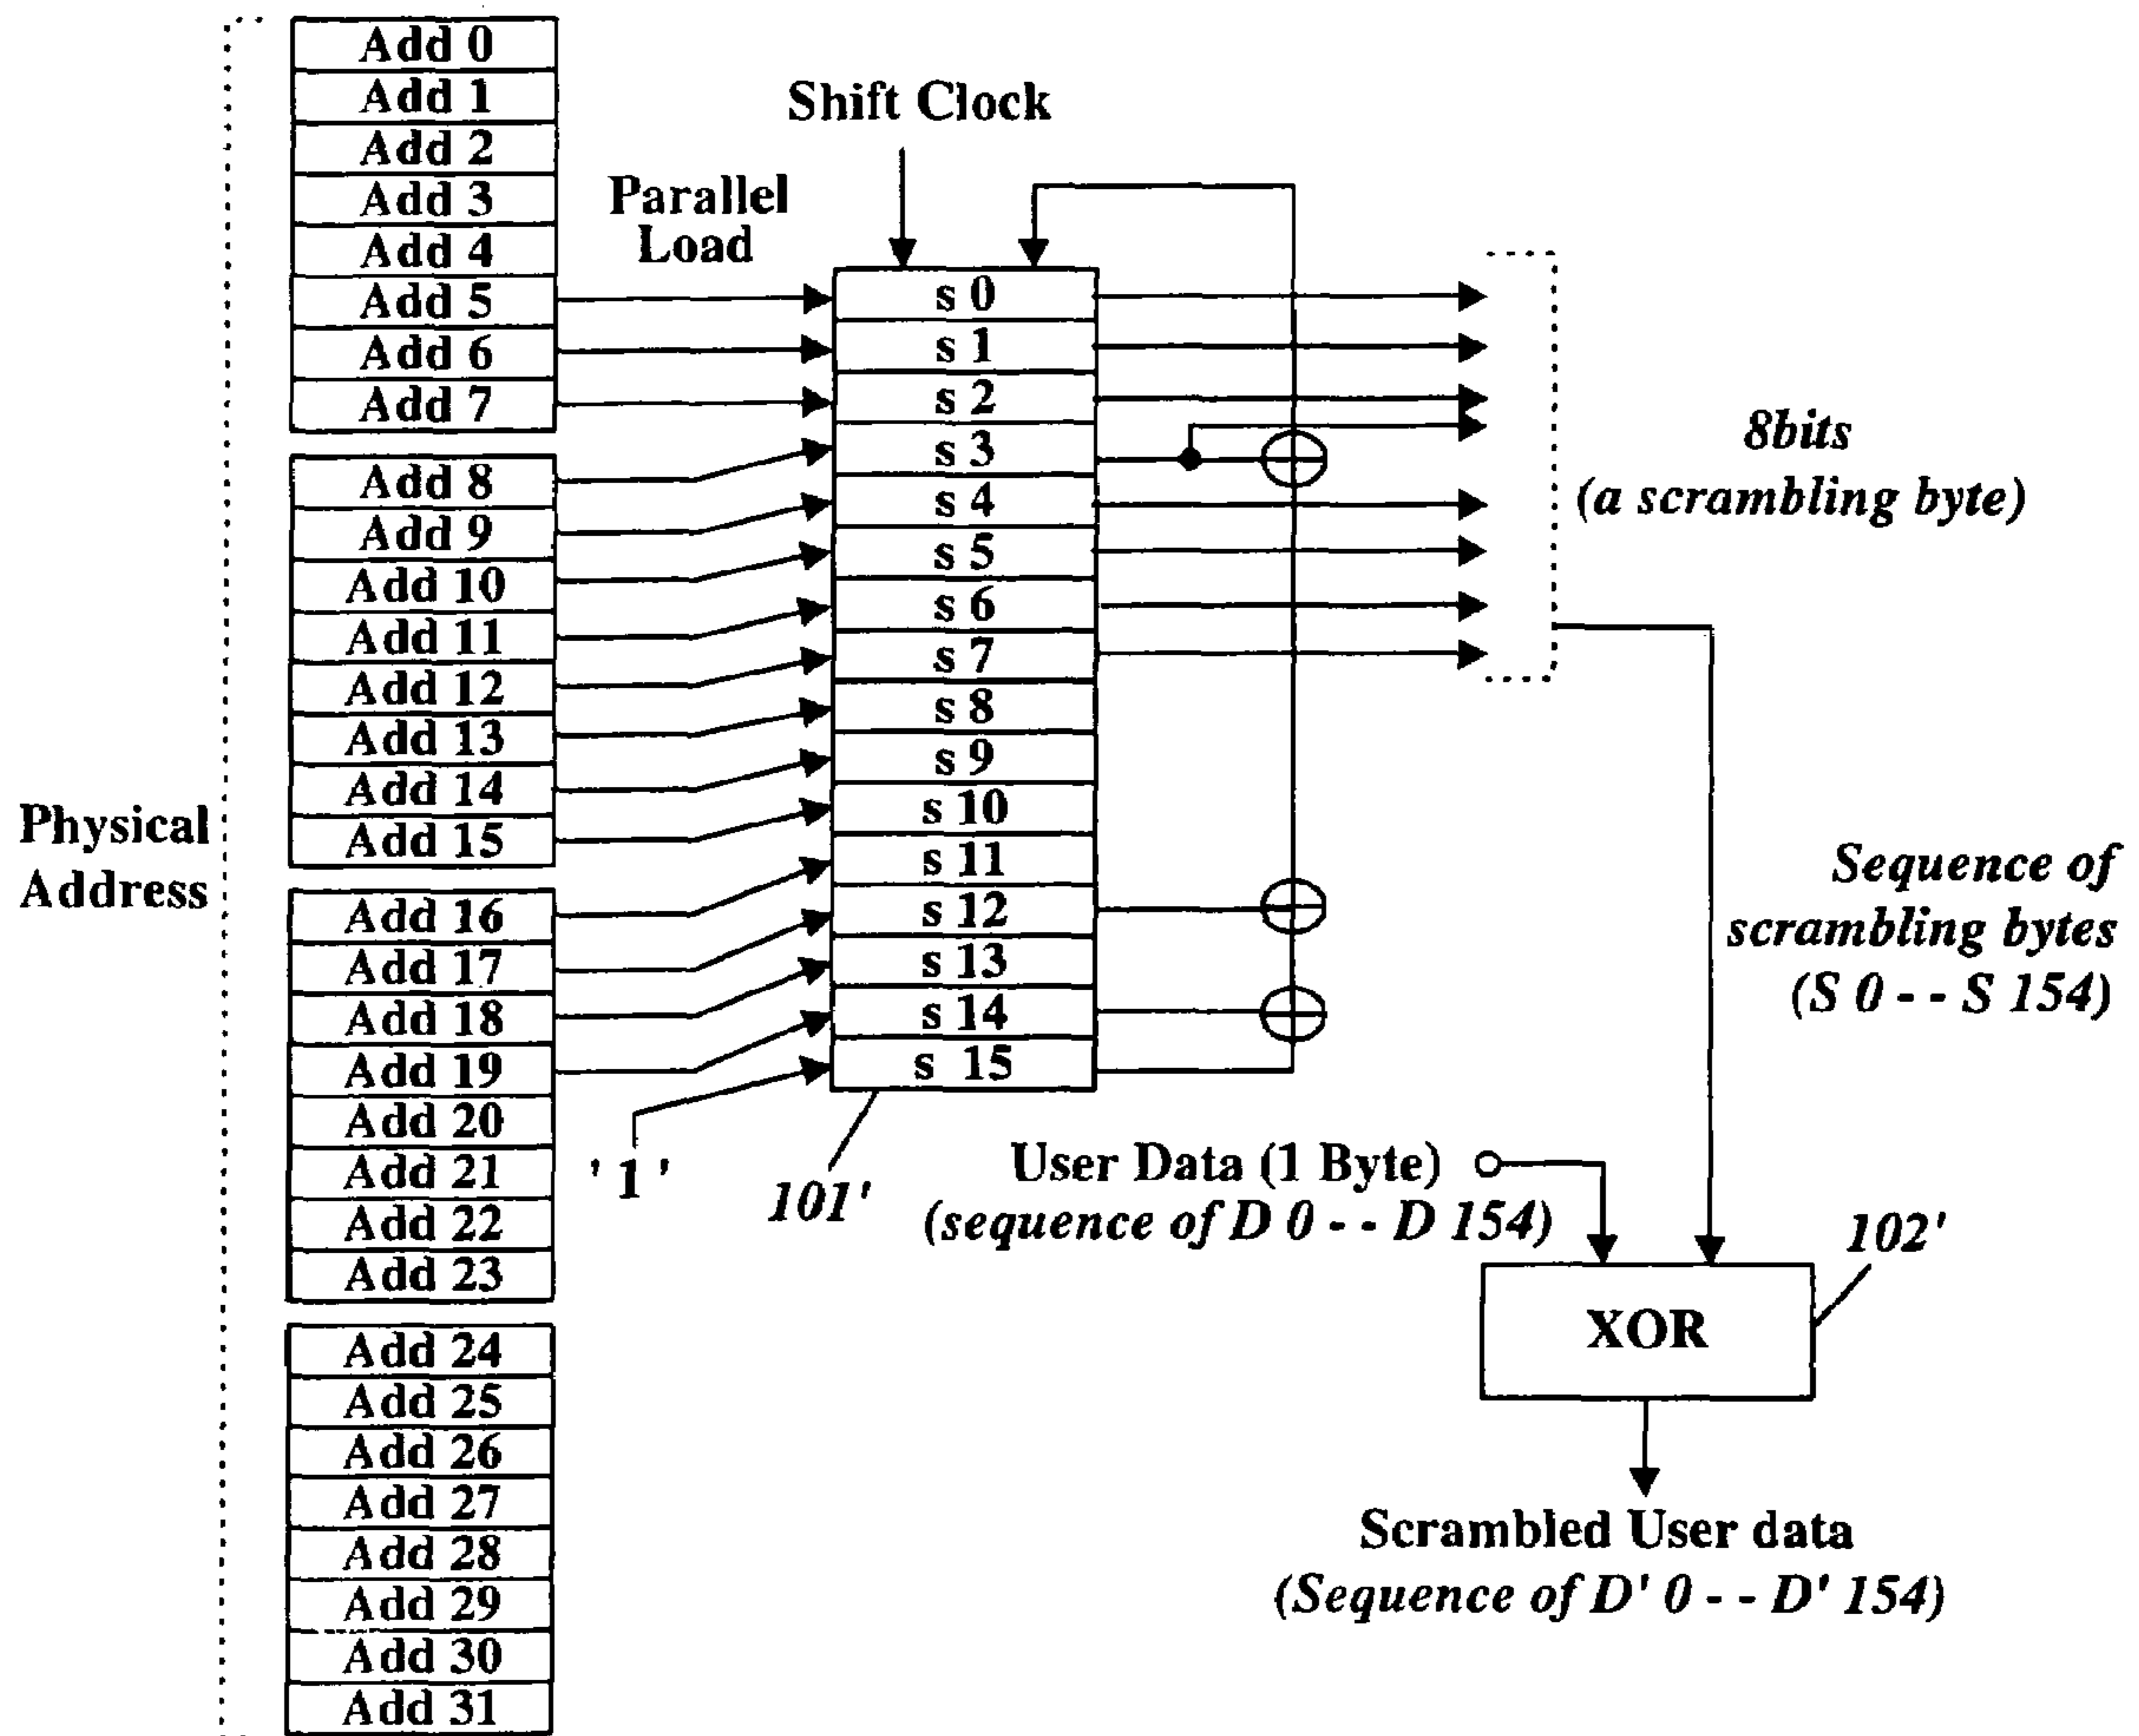 Add 0
Add 1
Add 2
Add 3
Add 4
Add 5
Add 6
Add 7
Add 8
Add 9
Add 10
Add 11
Add 12
Add 13
Add 14
Add 15
Add 16
Add 17
Add 18
Add 19
Add 20
Add 21
Add 22
Add 23
Add 24
Add 25
Add 26
Add 27
Add 28
Add 29
Add 30
Add 31
Physical
Address
Parallel
Load
Shift Clock
s 0
s 1
s 2
s 3
s 4
s 5
s 6
s 7
s 8
s 9
s 10
s 11
s 12
s 13
s 14
s 15
' 1 '
101'
8bits
(a scrambling byte)
Sequence of
scrambling bytes
(S 0 - - S 154)
User Data (1 Byte)
(sequence of D 0 - - D 154)
102'
XOR
Scrambled User data
(Sequence of D' 0 - - D' 154)